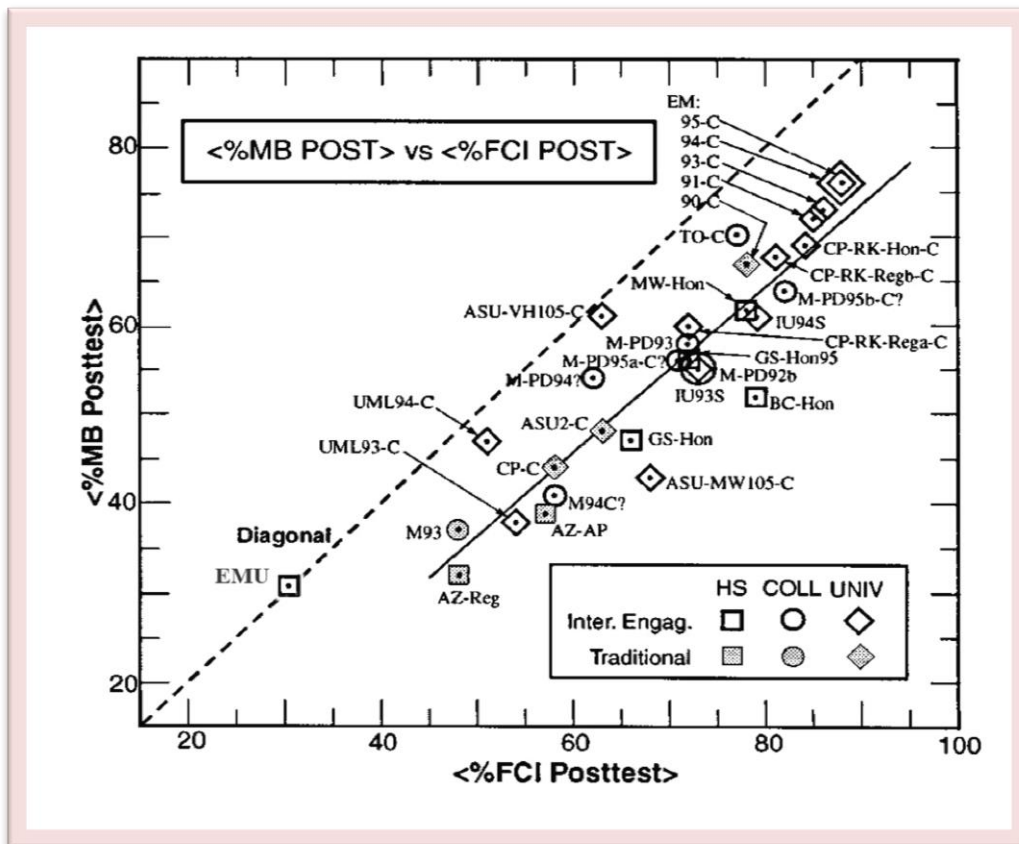 <%MB POST> vs <%FCI POST>
EM:
95-C
94-C
93-C
91-C
90-C
80
TO-C
CP-RK-Hon-C
CP-RK-Regb-C
MW-Hon
M-PD95b-C?
ASU-VH105-C
IU94S
60
M-PD93
CP-RK-Rega-C
M-PD95a-C?
GS-Hon95
M-PD94?
M-PD92b
IU93S
BC-Hon
UML94-C
ASU2-C
GS-Hon
UML93-C
CP-C
ASU-MW105-C
40
M94C?
M93
AZ-AP
Diagonal
EMU
AZ-Reg
HS COLL UNIV
Inter. Engag.
Traditional
20
20 40 60 80 100
<%FCI Posttest>
<%MB Posttest>